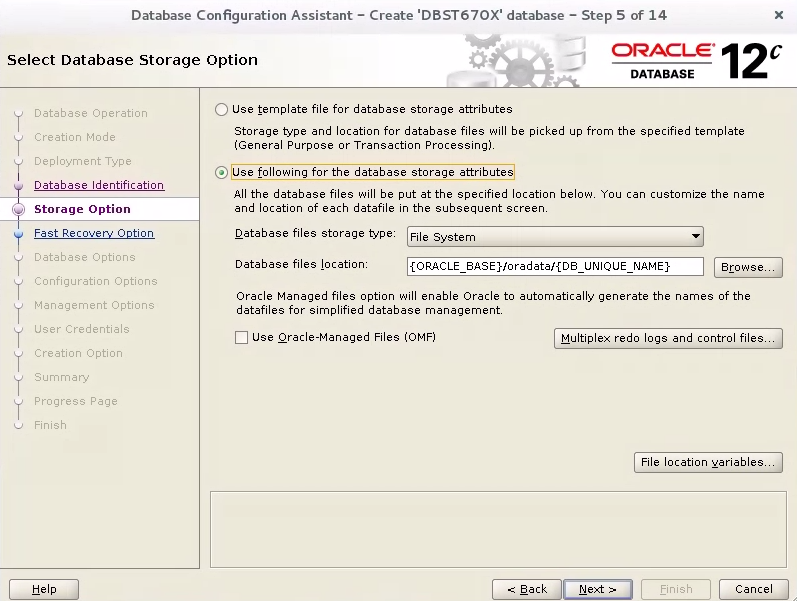 Database Configuration Assistant – Create 'DBST670X' database – Step 5 of 14
Select Database Storage Option
ORACLE
DATABASE
12c
Database Operation
Creation Mode
Deployment Type
Database Identification
Storage Option
Fast Recovery Option
Database Options
Configuration Options
Management Options
User Credentials
Creation Option
Summary
Progress Page
Finish
Use template file for database storage attributes
Storage type and location for database files will be picked up from the specified template
(General Purpose or Transaction Processing).
Use following for the database storage attributes
All the database files will be put at the specified location below. You can customize the name
and location of each datafile in the subsequent screen.
Database files storage type:
File System
Database files location:
{ORACLE_BASE}/oradata/{DB_UNIQUE_NAME}
Browse...
Oracle Managed files option will enable Oracle to automatically generate the names of the
datafiles for simplified database management.
Use Oracle-Managed Files (OMF)
Multiplex redo logs and control files...
File location variables...
Help
< Back
Next >
Finish
Cancel